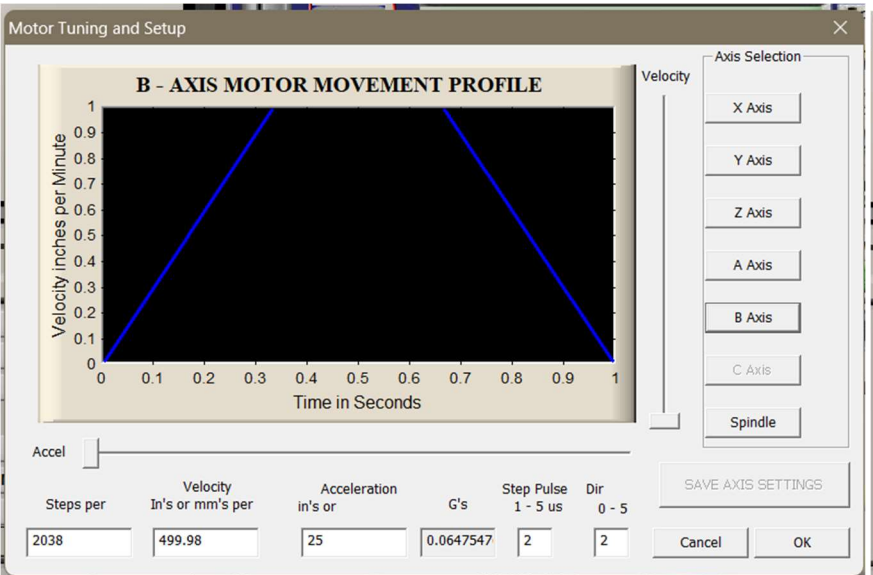 Motor Tuning and Setup
B - AXIS MOTOR MOVEMENT PROFILE
Velocity inches per Minute
1
0.9
0.8
0.7
0.6
0.5
0.4
0.3
0.2
0.1
0
0 0.1 0.2 0.3 0.4 0.5 0.6 0.7 0.8 0.9 1
Time in Seconds
Velocity
Accel
Axis Selection
X Axis
Y Axis
Z Axis
A Axis
B Axis
C Axis
Spindle
Steps per
2038
Velocity
In's or mm's per
499.98
Acceleration
in's or
25
G's
0.0647547
Step Pulse
1 - 5 us
2
Dir
0 - 5
2
SAVE AXIS SETTINGS
Cancel
OK